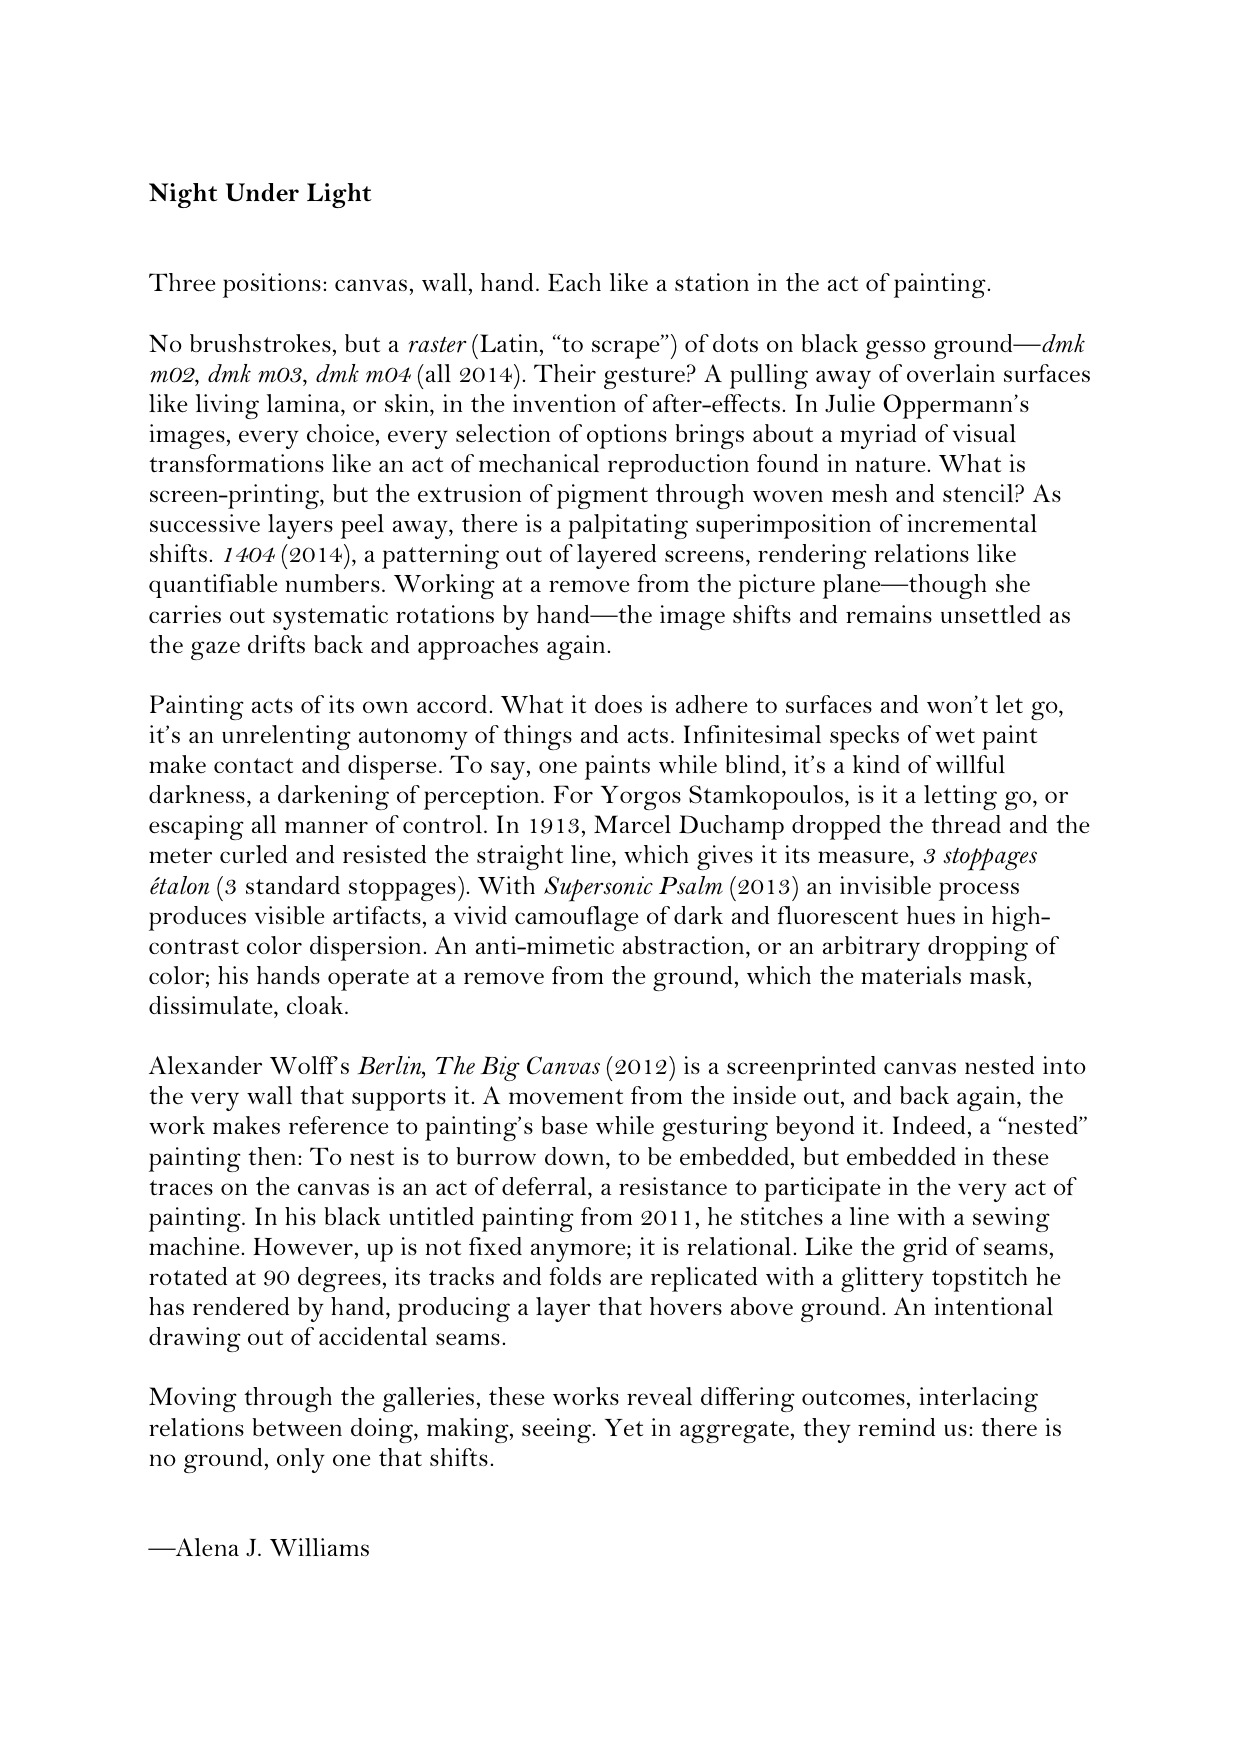 Night Under Light
Three positions: canvas, wall, hand. Each like a station in the act of painting.
No brushstrokes, but a raster (Latin, “to scrape”) of dots on black gesso ground—dmk
m02, dmk m03, dmk m04 (all 2014). Their gesture? A pulling away of overlain surfaces
like living lamina, or skin, in the invention of after-effects. In Julie Oppermann’s
images, every choice, every selection of options brings about a myriad of visual
transformations like an act of mechanical reproduction found in nature. What is
screen-printing, but the extrusion of pigment through woven mesh and stencil? As
successive layers peel away, there is a palpitating superimposition of incremental
shifts. 1404 (2014), a patterning out of layered screens, rendering relations like
quantifiable numbers. Working at a remove from the picture plane—though she
carries out systematic rotations by hand—the image shifts and remains unsettled as
the gaze drifts back and approaches again.
Painting acts of its own accord. What it does is adhere to surfaces and won’t let go,
it’s an unrelenting autonomy of things and acts. Infinitesimal specks of wet paint
make contact and disperse. To say, one paints while blind, it’s a kind of willful
darkness, a darkening of perception. For Yorgos Stamkopoulos, is it a letting go, or
escaping all manner of control. In 1913, Marcel Duchamp dropped the thread and the
meter curled and resisted the straight line, which gives it its measure, 3 stoppages
étalon (3 standard stoppages). With Supersonic Psalm (2013) an invisible process
produces visible artifacts, a vivid camouflage of dark and fluorescent hues in high-
contrast color dispersion. An anti-mimetic abstraction, or an arbitrary dropping of
color; his hands operate at a remove from the ground, which the materials mask,
dissimulate, cloak.
Alexander Wolff’s Berlin, The Big Canvas (2012) is a screenprinted canvas nested into
the very wall that supports it. A movement from the inside out, and back again, the
work makes reference to painting’s base while gesturing beyond it. Indeed, a “nested”
painting then: To nest is to burrow down, to be embedded, but embedded in these
traces on the canvas is an act of deferral, a resistance to participate in the very act of
painting. In his black untitled painting from 2011, he stitches a line with a sewing
machine. However, up is not fixed anymore; it is relational. Like the grid of seams,
rotated at 90 degrees, its tracks and folds are replicated with a glittery topstitch he
has rendered by hand, producing a layer that hovers above ground. An intentional
drawing out of accidental seams.
Moving through the galleries, these works reveal differing outcomes, interlacing
relations between doing, making, seeing. Yet in aggregate, they remind us: there is
no ground, only one that shifts.
—Alena J. Williams